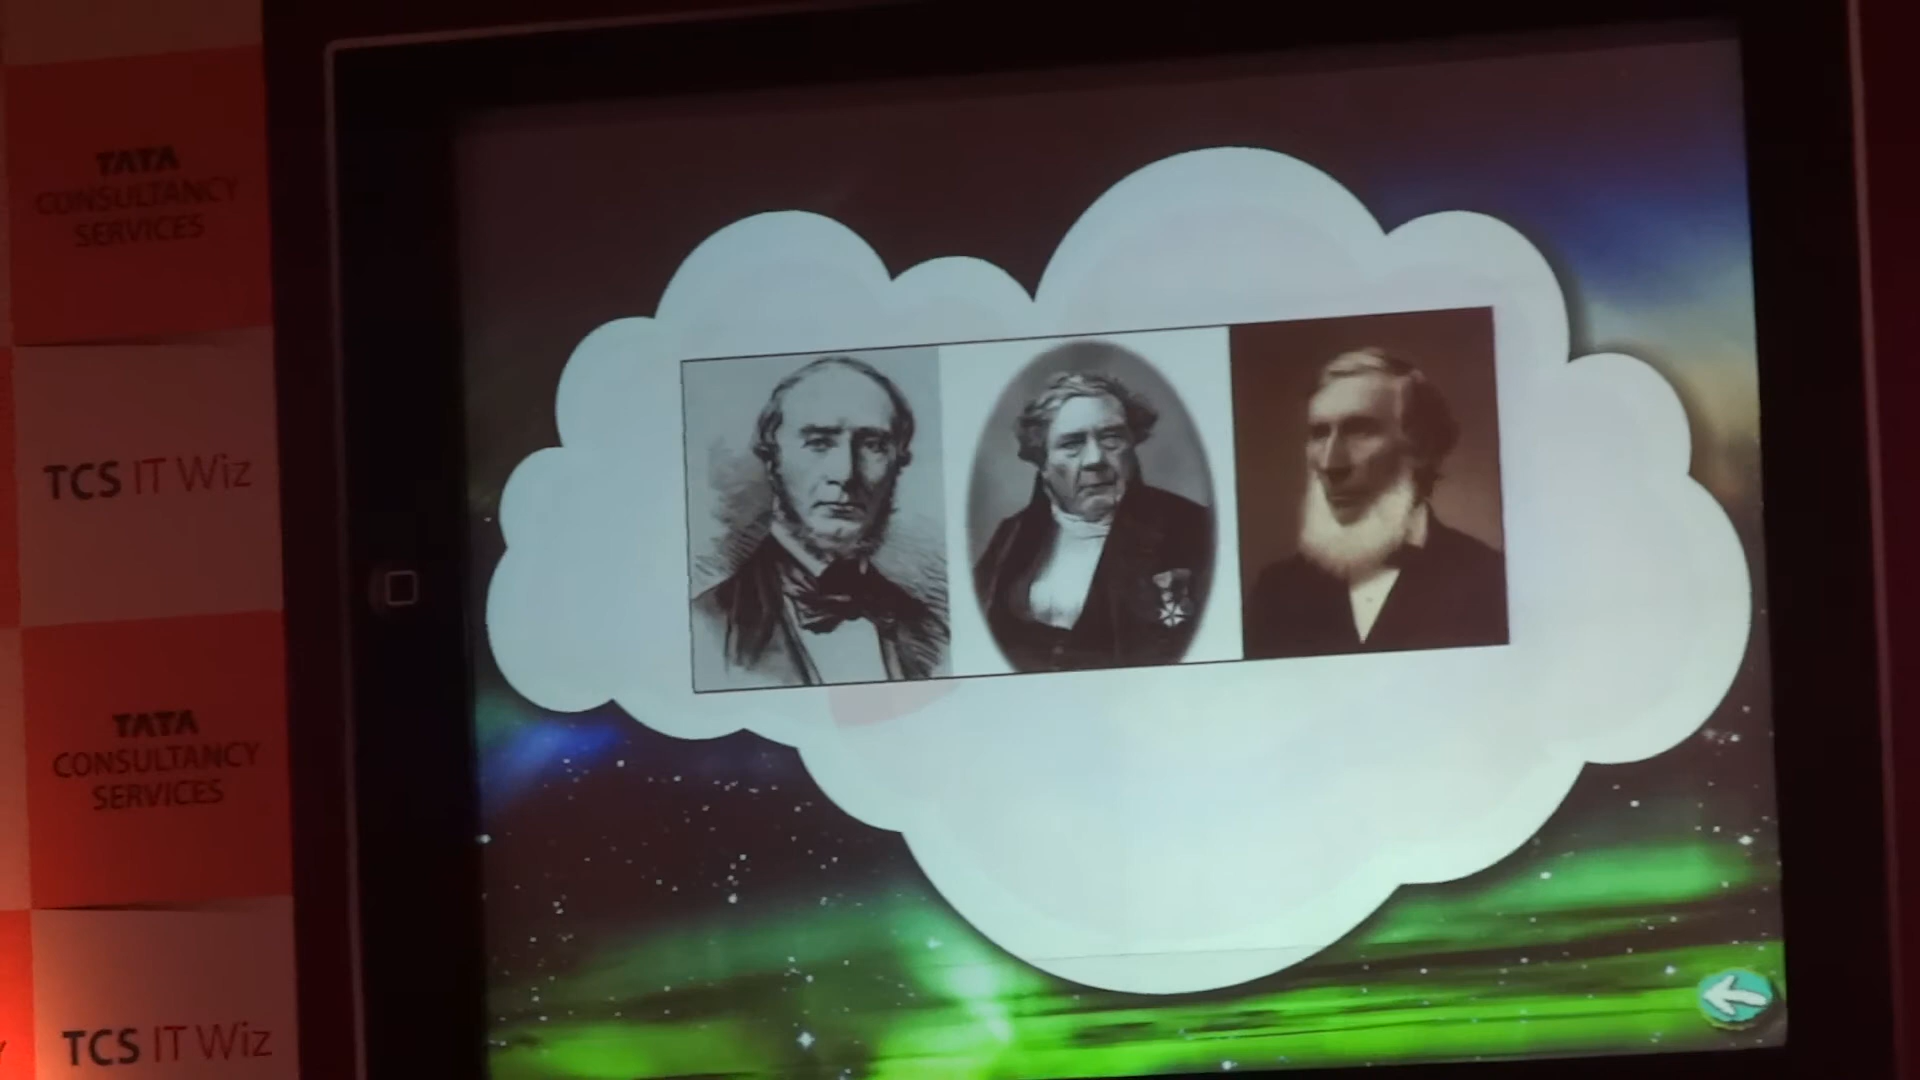 TATA
CONSULTANCY
SERVICES
TCS IT Wiz
TATA
CONSULTANCY
SERVICES
TCS IT Wiz